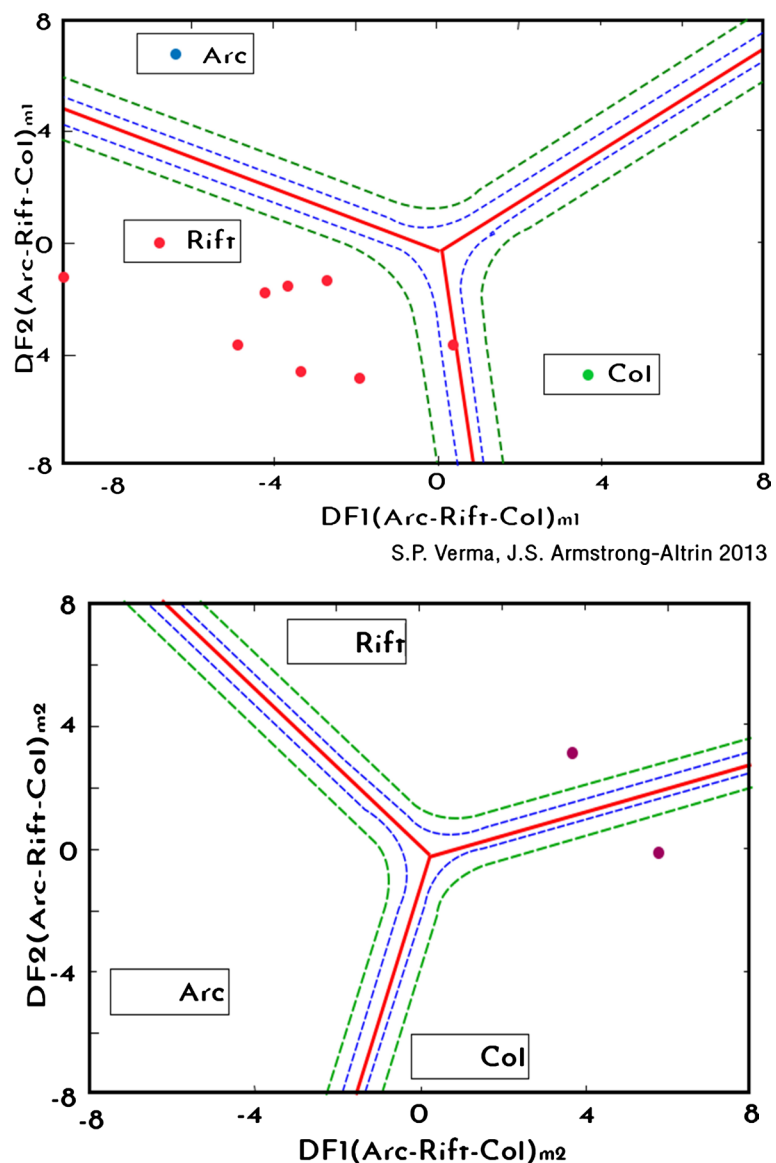 8
Arc
4
DF2(Arc-Rift-Col)m1
Rift
0
-4
Col
-8
-8
-4
0
4
8
DF1(Arc-Rift-Col)m1
S.P. Verma, J.S. Armstrong-Altrin 2013
8
Rift
4
DF2(Arc-Rift-Col)m2
0
-4
Arc
Col
-8
-8
-4
0
4
8
DF1(Arc-Rift-Col)m2